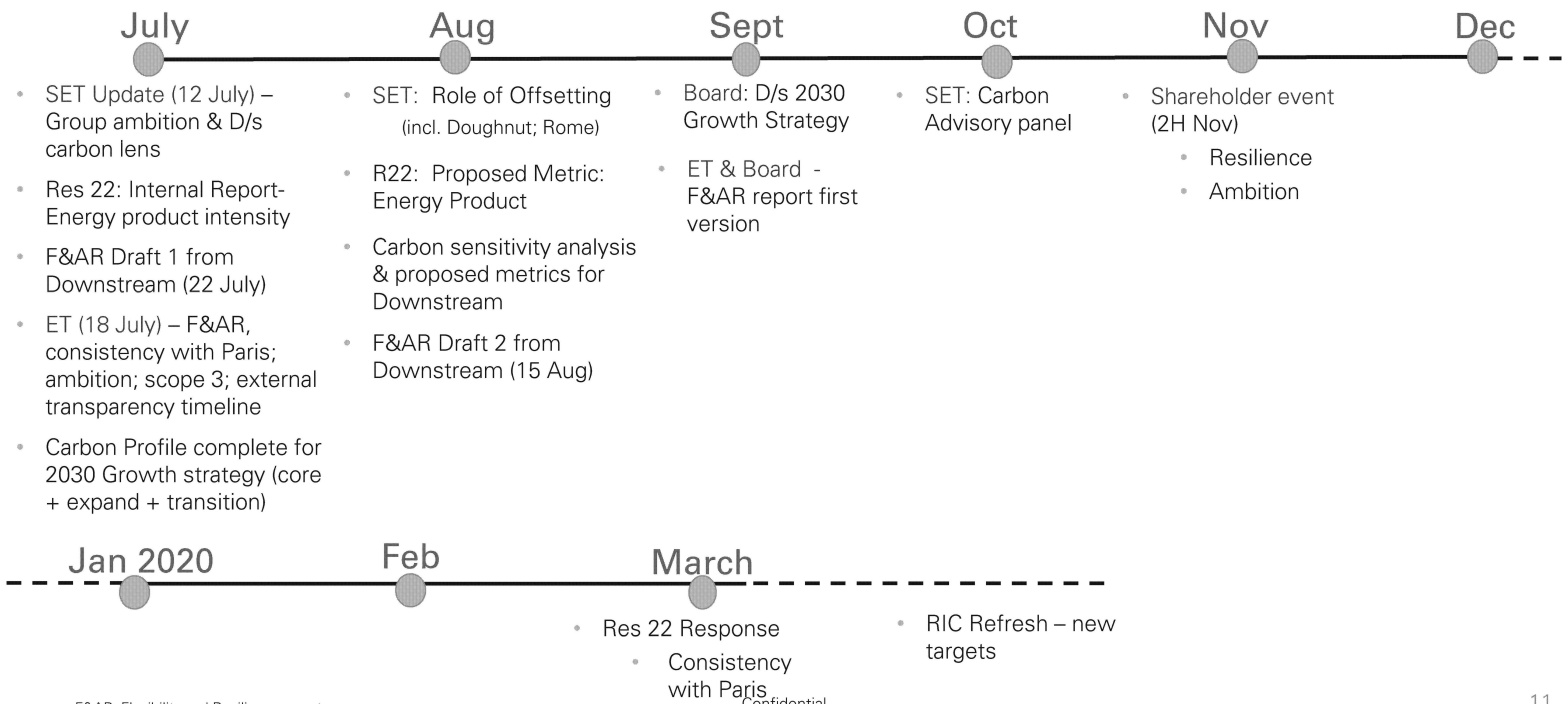 July Aug Sept Oct Nov Dec
• SET Update (12 July) –
Group ambition & D/s
carbon lens
• Res 22: Internal Report-
Energy product intensity
• F&AR Draft 1 from
Downstream (22 July)
• ET (18 July) – F&AR,
consistency with Paris;
ambition; scope 3; external
transparency timeline
• Carbon Profile complete for
2030 Growth strategy (core
+ expand + transition)
• SET: Role of Offsetting
(incl. Doughnut; Rome)
• R22: Proposed Metric:
Energy Product
• Carbon sensitivity analysis
& proposed metrics for
Downstream
• F&AR Draft 2 from
Downstream (15 Aug)
• Board: D/s 2030
Growth Strategy
• ET & Board -
F&AR report first
version
• SET: Carbon
Advisory panel
• Shareholder event
(2H Nov)
• Resilience
• Ambition
Jan 2020 Feb March
• Res 22 Response
• Consistency
with Paris
• RIC Refresh – new
targets
Confidential
11